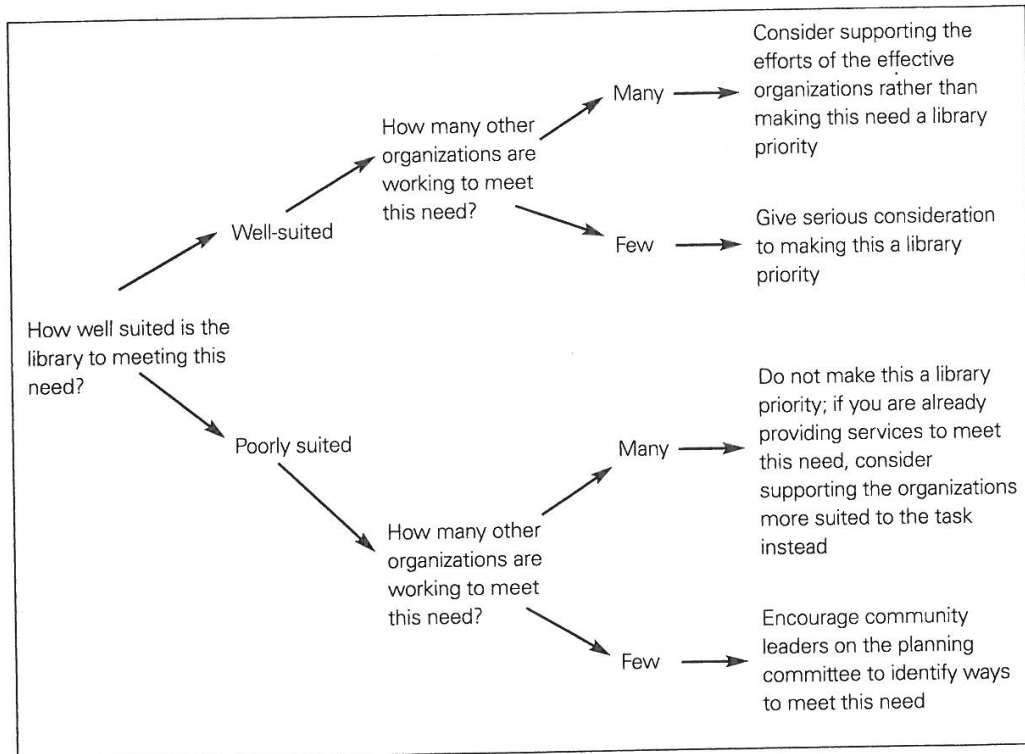 Consider supporting the
efforts of the effective
organizations rather than
making this need a library
priority
Many
How many other
organizations are
working to meet
this need?
Well-suited
Few
Give serious consideration
to making this a library
priority
How well suited is the
library to meeting this
need?
Poorly suited
Many
Do not make this a library
priority; if you are already
providing services to meet
this need, consider
supporting the organizations
more suited to the task
instead
How many other
organizations are
working to meet
this need?
Few
Encourage community
leaders on the planning
committee to identify ways
to meet this need